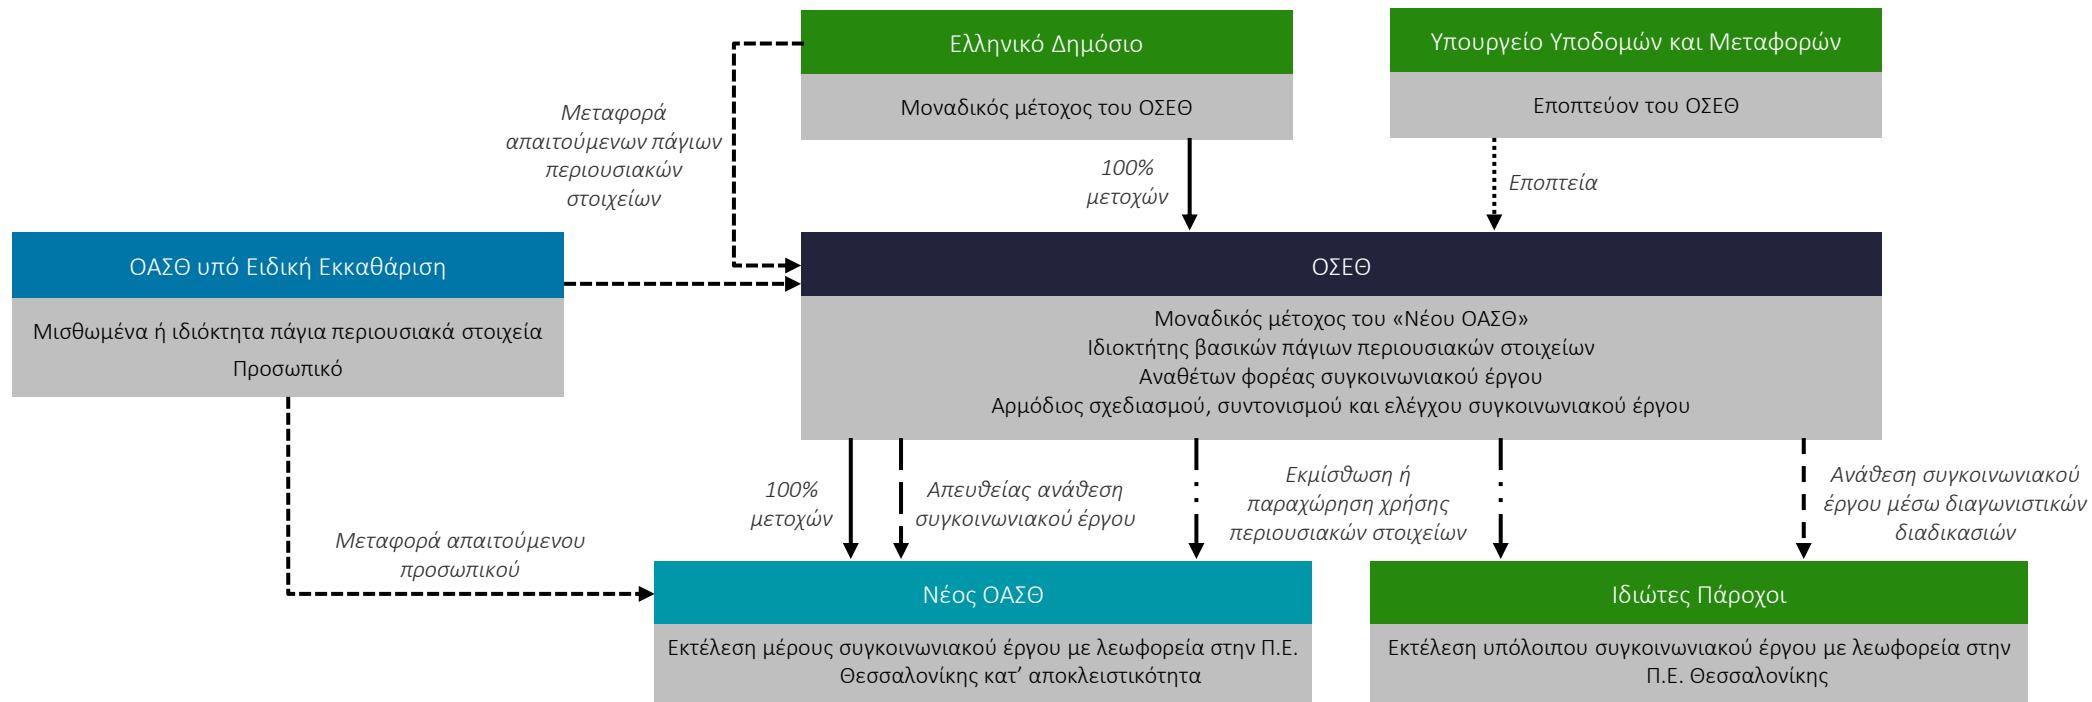 Ελληνικό Δημόσιο
Μοναδικός μέτοχος του ΟΣΕΘ
Υπουργείο Υποδομών και Μεταφορών
Εποπτεύον του ΟΣΕΘ
Μεταφορά
απαιτούμενων πάγιων
περιουσιακών
στοιχείων
100%
μετοχών
Εποπτεία
ΟΑΣΘ υπό Ειδική Εκκαθάριση
Μισθωμένα ή ιδιόκτητα πάγια περιουσιακά στοιχεία
Προσωπικό
ΟΣΕΘ
Μοναδικός μέτοχος του «Νέου ΟΑΣΘ»
Ιδιοκτήτης βασικών πάγιων περιουσιακών στοιχείων
Αναθέτων φορέας συγκοινωνιακού έργου
Αρμόδιος σχεδιασμού, συντονισμού και ελέγχου συγκοινωνιακού έργου
100%
μετοχών
Απευθείας ανάθεση
συγκοινωνιακού έργου
Εκμίσθωση ή
παραχώρηση χρήσης
περιουσιακών στοιχείων
Ανάθεση συγκοινωνιακού
έργου μέσω διαγωνιστικών
διαδικασιών
Μεταφορά απαιτούμενου
προσωπικού
Νέος ΟΑΣΘ
Εκτέλεση μέρους συγκοινωνιακού έργου με λεωφορεία στην Π.Ε.
Θεσσαλονίκης κατ’ αποκλειστικότητα
Ιδιώτες Πάροχοι
Εκτέλεση υπόλοιπου συγκοινωνιακού έργου με λεωφορεία στην
Π.Ε. Θεσσαλονίκης